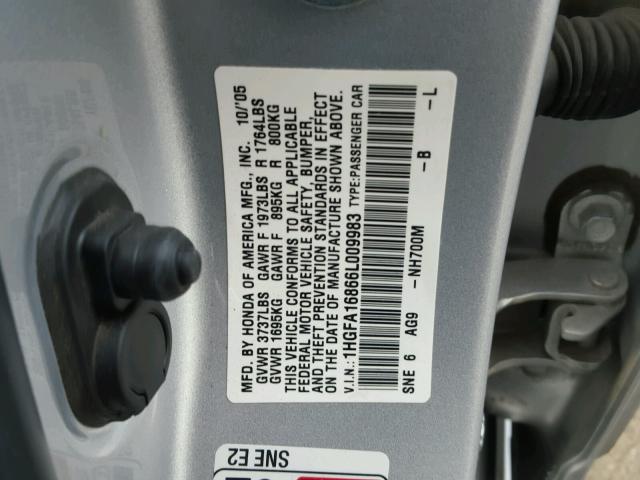 MFD. BY HONDA OF AMERICA MFG., INC. 10/'05
GVWR 3737LBS GAWR F 1973LBS R 1764LBS
GVWR 1695KG GAWR F 895KG R 800KG
THIS VEHICLE CONFORMS TO ALL APPLICABLE
FEDERAL MOTOR VEHICLE SAFETY, BUMPER,
AND THEFT PREVENTION STANDARDS IN EFFECT
ON THE DATE OF MANUFACTURE SHOWN ABOVE.
V.I.N.: 1HGFA16866L009983 TYPE:PASSENGER CAR
SNE 6 AG9 -NH700M -B -L
SNE E2